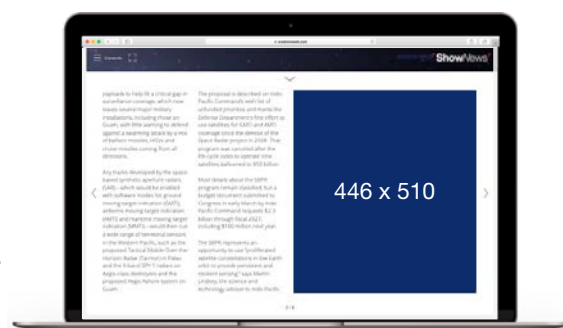 Contents
ShowNews
payloads to help fill a critical gap in
surveillance coverage, which now
leaves several major military
installations, including those on
Guam, with little warning to defend
against a swarming attack by a mix
of ballistic missiles, HGVs and
cruise missiles coming from all
directions.
Any tracks developed by the space-
based synthetic aperture radars
(SAR)—which would be enabled
with software modes for ground
moving target indication (GMTI),
airborne moving target indication
(AMTI) and maritime moving target
indication (MMTI)—would then cue
a wide range of terrestrial sensors
in the Western Pacific, such as the
proposed Tactical Mobile Over-the-
Horizon Radar (Tacmor) in Palau
and the S-band SPY-1 radars on
Aegis-class destroyers and the
proposed Aegis Ashore system on
Guam.
The proposal is described on Indo-
Pacific Command's wish list of
unfunded priorities and marks the
Defense Department's first effort to
use satellites for GMTI and AMTI
coverage since the demise of the
Space Radar project in 2008. That
program was canceled after the
life-cycle costs to operate nine
satellites ballooned to $50 billion.
Most details about the SBPR
program remain classified, but a
budget document submitted to
Congress in early March by Indo-
Pacific Command requests $2.3
billion through fiscal 2027,
including $100 million next year.
The SBPR represents an
opportunity to use "proliferated
satellite constellations in low Earth
orbit to provide persistent and
resilient sensing," says Martin
Lindsey, the science and
technology advisor to Indo-Pacific
446 x 510